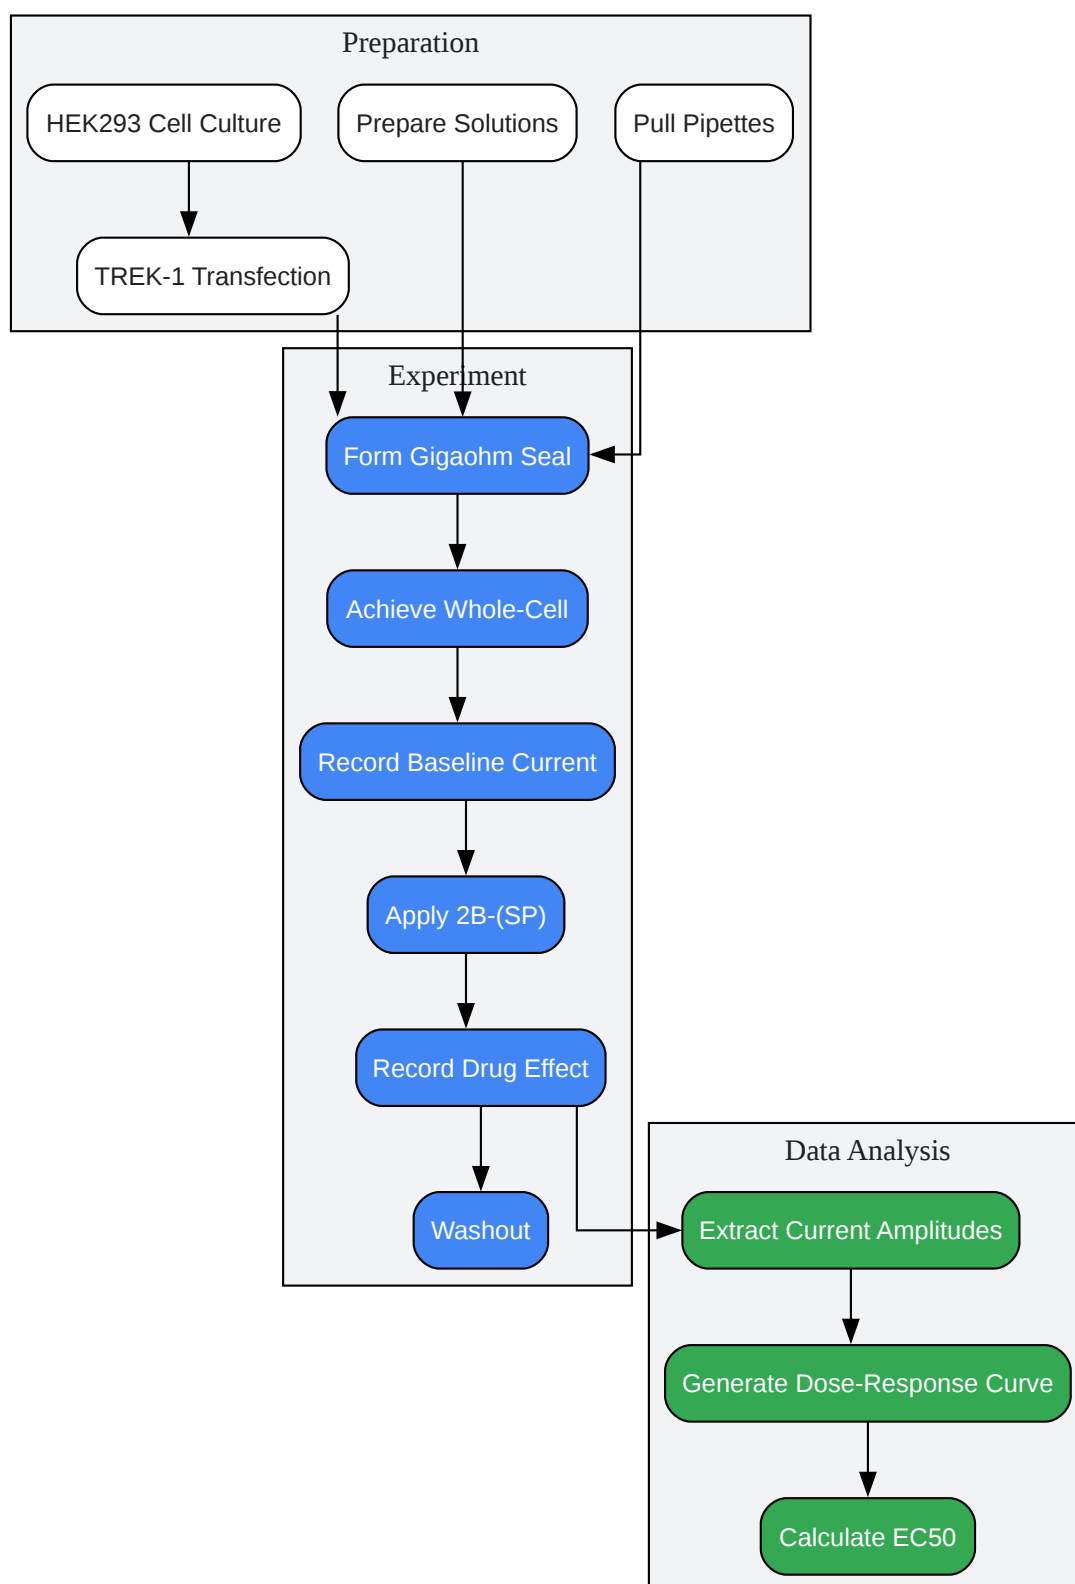 Preparation
HEK293 Cell Culture
Prepare Solutions
Pull Pipettes
TREK-1 Transfection
Experiment
Form Gigaohm Seal
Achieve Whole-Cell
Record Baseline Current
Apply 2B-(SP)
Record Drug Effect
Washout
Data Analysis
Extract Current Amplitudes
Generate Dose-Response Curve
Calculate EC50